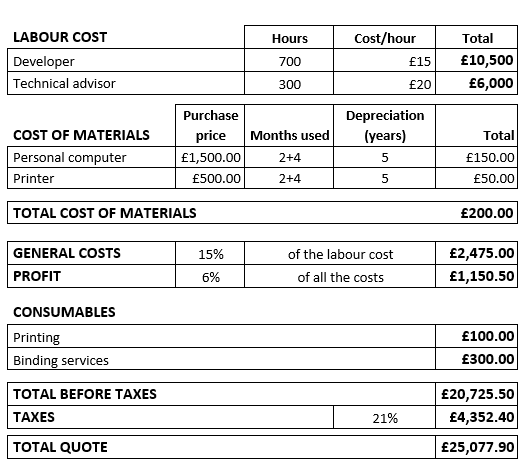 LABOUR COST Hours Cost/hour Total
Developer 700 £15 £10,500
Technical advisor 300 £20 £6,000
Purchase Depreciation
COST OF MATERIALS price Months used (years) Total
Personal computer £1,500.00 2+4 5 £150.00
Printer £500.00 2+4 5 £50.00
TOTAL COST OF MATERIALS £200.00
GENERAL COSTS 15% of the labour cost £2,475.00
PROFIT 6% of all the costs £1,150.50
CONSUMABLES
Printing £100.00
Binding services £300.00
TOTAL BEFORE TAXES £20,725.50
TAXES 21% £4,352.40
TOTAL QUOTE £25,077.90